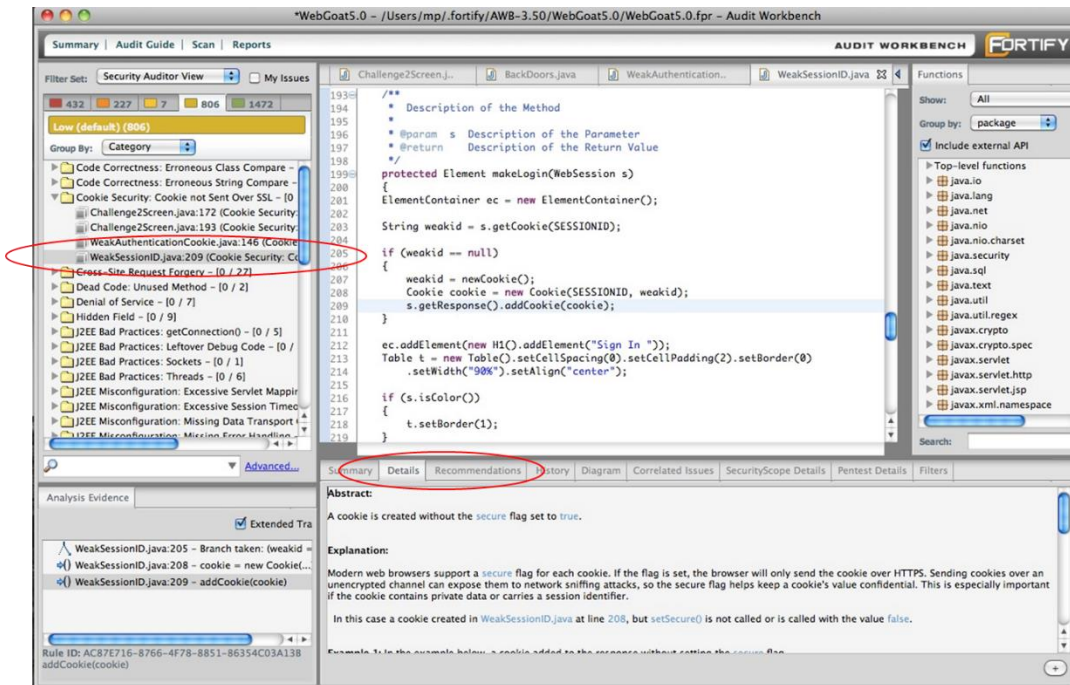 *WebGoat5.0 - /Users/mp/.fortify/AWB-3.50/WebGoat5.0/WebGoat5.0.fpr - Audit Workbench
Summary | Audit Guide | Scan | Reports
AUDIT WORKBENCH
FORTIFY
Filter Set: Security Auditor View My Issues
432 227 7 806 1472
Low (default) (806)
Group By: Category
Code Correctness: Erroneous Class Compare -
Code Correctness: Erroneous String Compare -
Cookie Security: Cookie not Sent Over SSL - [0
Challenge2Screen.java:172 (Cookie Security:
Challenge2Screen.java:193 (Cookie Security:
WeakAuthenticationCookie.java:146 (Cookie
WeakSessionID.java:209 (Cookie Security: Co
Cross-Site Request Forgery - [0 / 27]
Dead Code: Unused Method - [0 / 2]
Denial of Service - [0 / 7]
Hidden Field - [0 / 9]
J2EE Bad Practices: getConnection() - [0 / 5]
J2EE Bad Practices: Leftover Debug Code - [0 /
J2EE Bad Practices: Sockets - [0 / 1]
J2EE Bad Practices: Threads - [0 / 6]
J2EE Misconfiguration: Excessive Servlet Mappin
J2EE Misconfiguration: Excessive Session Timeo
J2EE Misconfiguration: Missing Data Transport
J2EE Misconfiguration: Missing Error Handling
Advanced...
Analysis Evidence
Extended Tra
WeakSessionID.java:205 - Branch taken: (weakid =
WeakSessionID.java:208 - cookie = new Cookie(...)
WeakSessionID.java:209 - addCookie(cookie)
Rule ID: AC87E716-8766-4F78-8851-86354C03A138
addCookie(cookie)
Challenge2Screen.j.. BackDoors.java WeakAuthentication.. WeakSessionID.java
193 /**
194 * Description of the Method
195 *
196 * @param s Description of the Parameter
197 * @return Description of the Return Value
198 */
199 protected Element makeLogin(WebSession s)
200 {
201 ElementContainer ec = new ElementContainer();
202
203 String weakid = s.getCookie(SESSIONID);
204
205 if (weakid == null)
206 {
207 weakid = newCookie();
208 Cookie cookie = new Cookie(SESSIONID, weakid);
209 s.getResponse().addCookie(cookie);
210 }
211
212 ec.addElement(new H1().addElement("Sign In "));
213 Table t = new Table().setCellSpacing(0).setCellPadding(2).setBorder(0)
214 .setWidth("90%").setAlign("center");
215
216 if (s.isColor())
217 {
218 t.setBorder(1);
219 }
Functions
Show: All
Group by: package
Include external API
Top-level functions
java.io
java.lang
java.net
java.nio
java.nio.charset
java.security
java.sql
java.text
java.util
java.util.regex
javax.crypto
javax.crypto.spec
javax.servlet
javax.servlet.http
javax.servlet.jsp
javax.xml.namespace
Search:
Summary Details Recommendations History Diagram Correlated Issues SecurityScope Details Pentest Details Filters
Abstract:
A cookie is created without the secure flag set to true.
Explanation:
Modern web browsers support a secure flag for each cookie. If the flag is set, the browser will only send the cookie over HTTPS. Sending cookies over an
unencrypted channel can expose them to network sniffing attacks, so the secure flag helps keep a cookie's value confidential. This is especially important
if the cookie contains private data or carries a session identifier.
In this case a cookie created in WeakSessionID.java at line 208, but setSecure() is not called or is called with the value false.
Example 1: In the example below, a cookie added to the response without setting the secure flag.